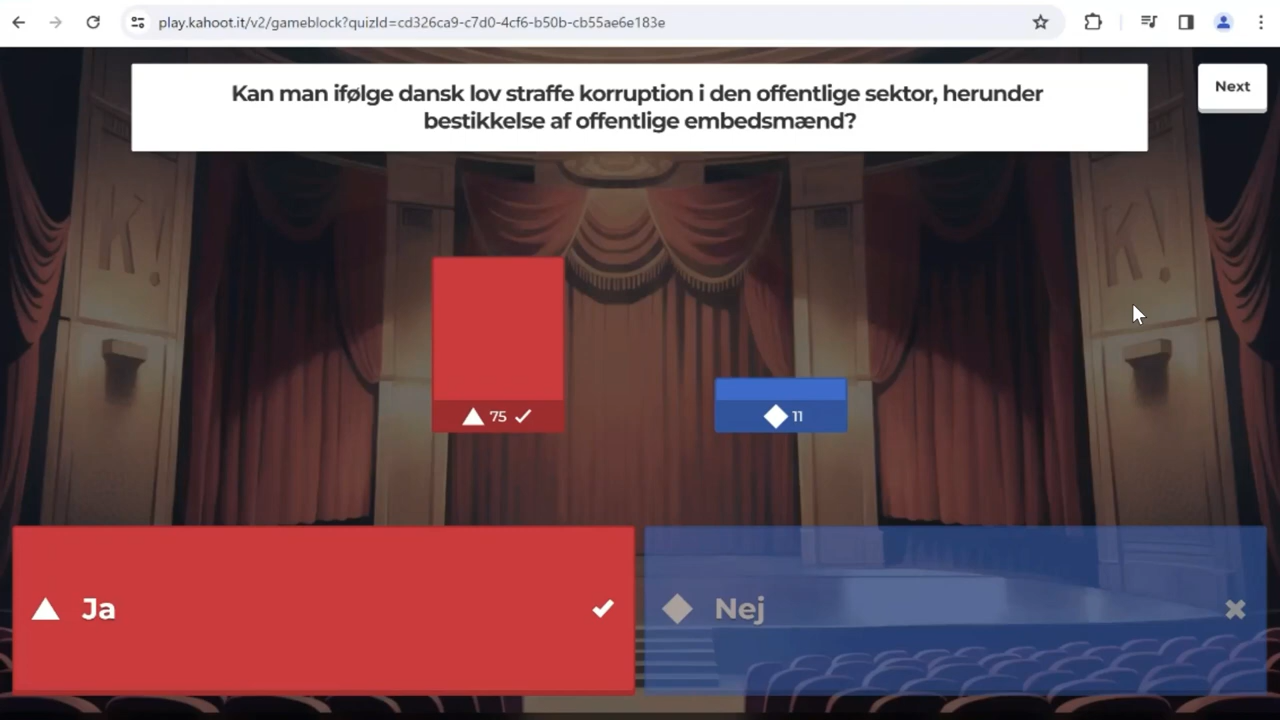 play.kahoot.it/v2/gameblock?quizId=cd326ca9-c7d0-4cf6-b50b-cb55ae6e183e
Kan man ifølge dansk lov straffe korruption i den offentlige sektor, herunder
bestikkelse af offentlige embedsmænd?
Next
K!
K!
75
11
Ja
Nej